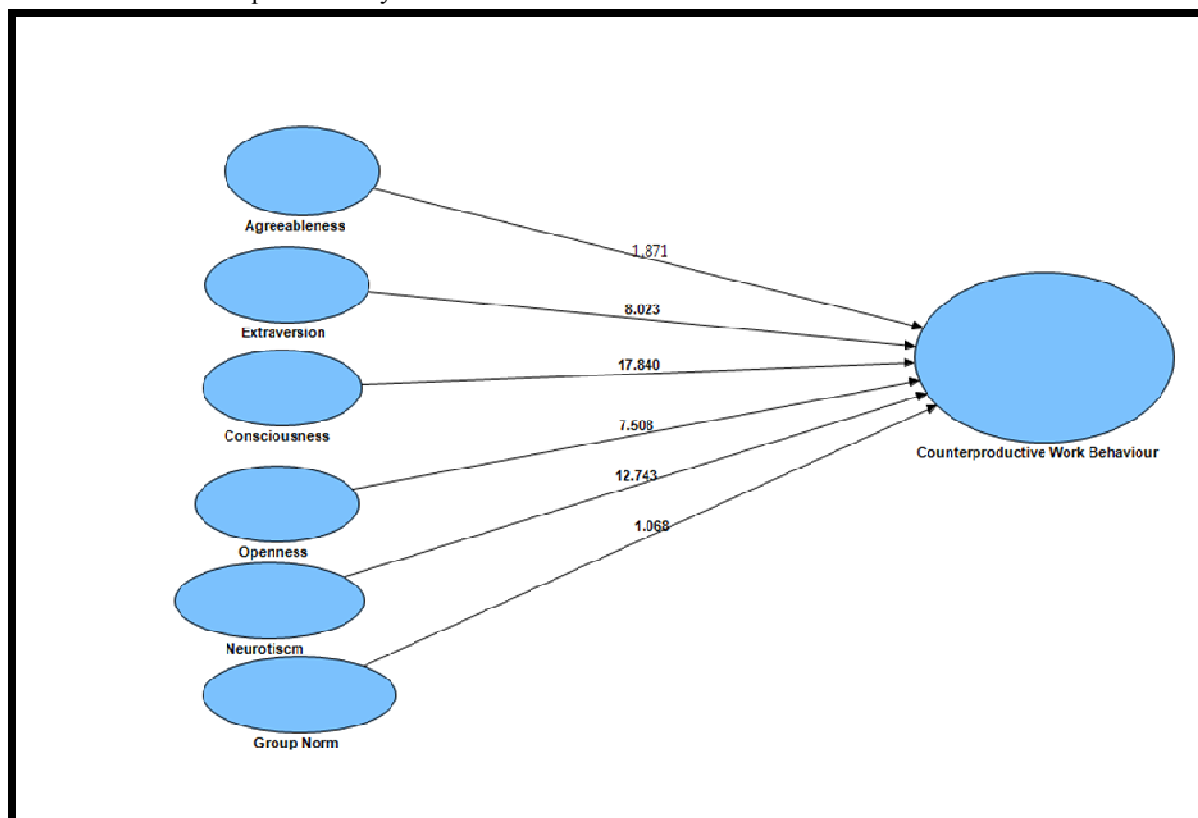 Agreeableness
1.871
Extraversion
8.023
Consciousness
17.840
Openness
7.508
Neurotiscm
12.743
Group Norm
1.068
Counterproductive Work Behaviour